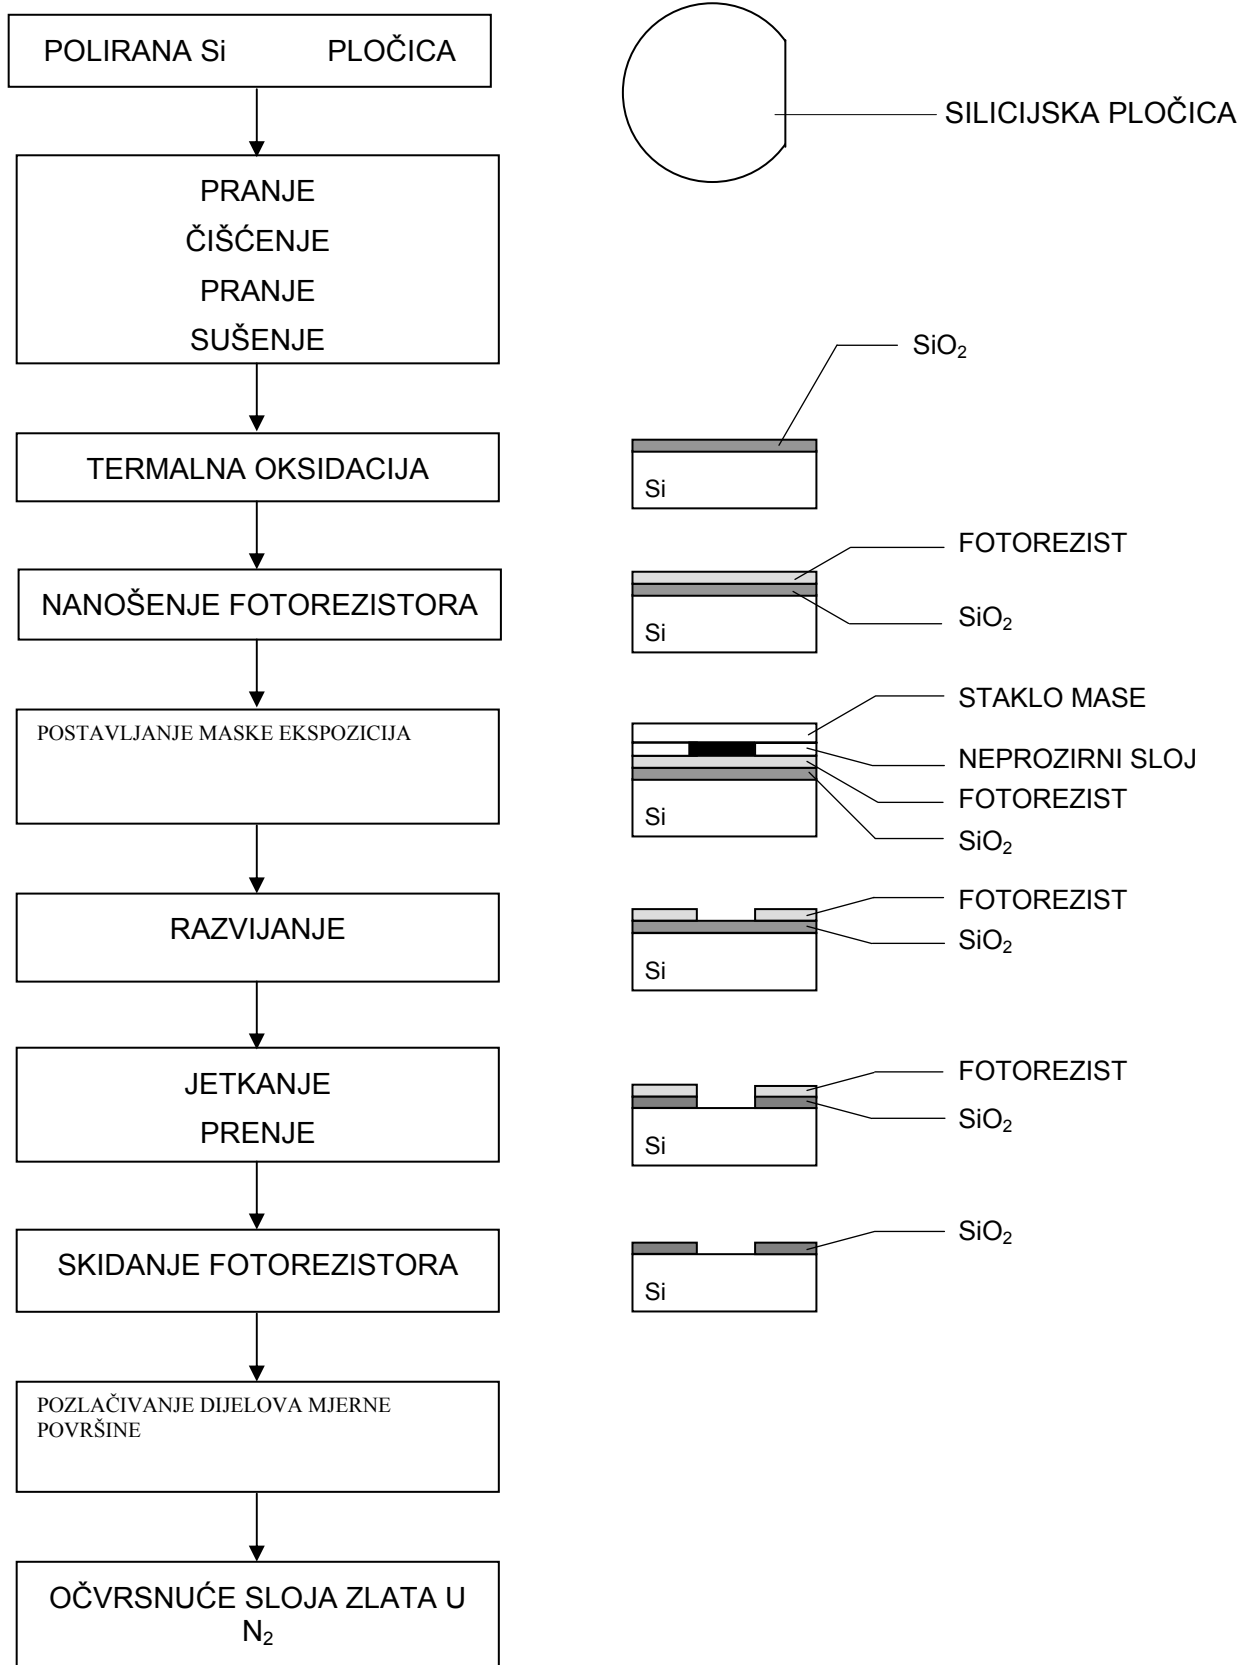 POLIRANA Si PLOČICA
SILICIJSKA PLOČICA
PRANJE
ČIŠĆENJE
PRANJE
SUŠENJE
SiO₂
TERMALNA OKSIDACIJA
Si
FOTOREZIST
NANOŠENJE FOTOREZISTORA
SiO₂
Si
STAKLO MASE
POSTAVLJANJE MASKE EKSPOZICIJA
NEPROZIRNI SLOJ
FOTOREZIST
Si
SiO₂
FOTOREZIST
RAZVIJANJE
SiO₂
Si
FOTOREZIST
JETKANJE
SiO₂
PRENJE
Si
SiO₂
SKIDANJE FOTOREZISTORA
Si
POZLAČIVANJE DIJELOVA MJERNE
POVRŠINE
OČVRSNUĆE SLOJA ZLATA U
N₂